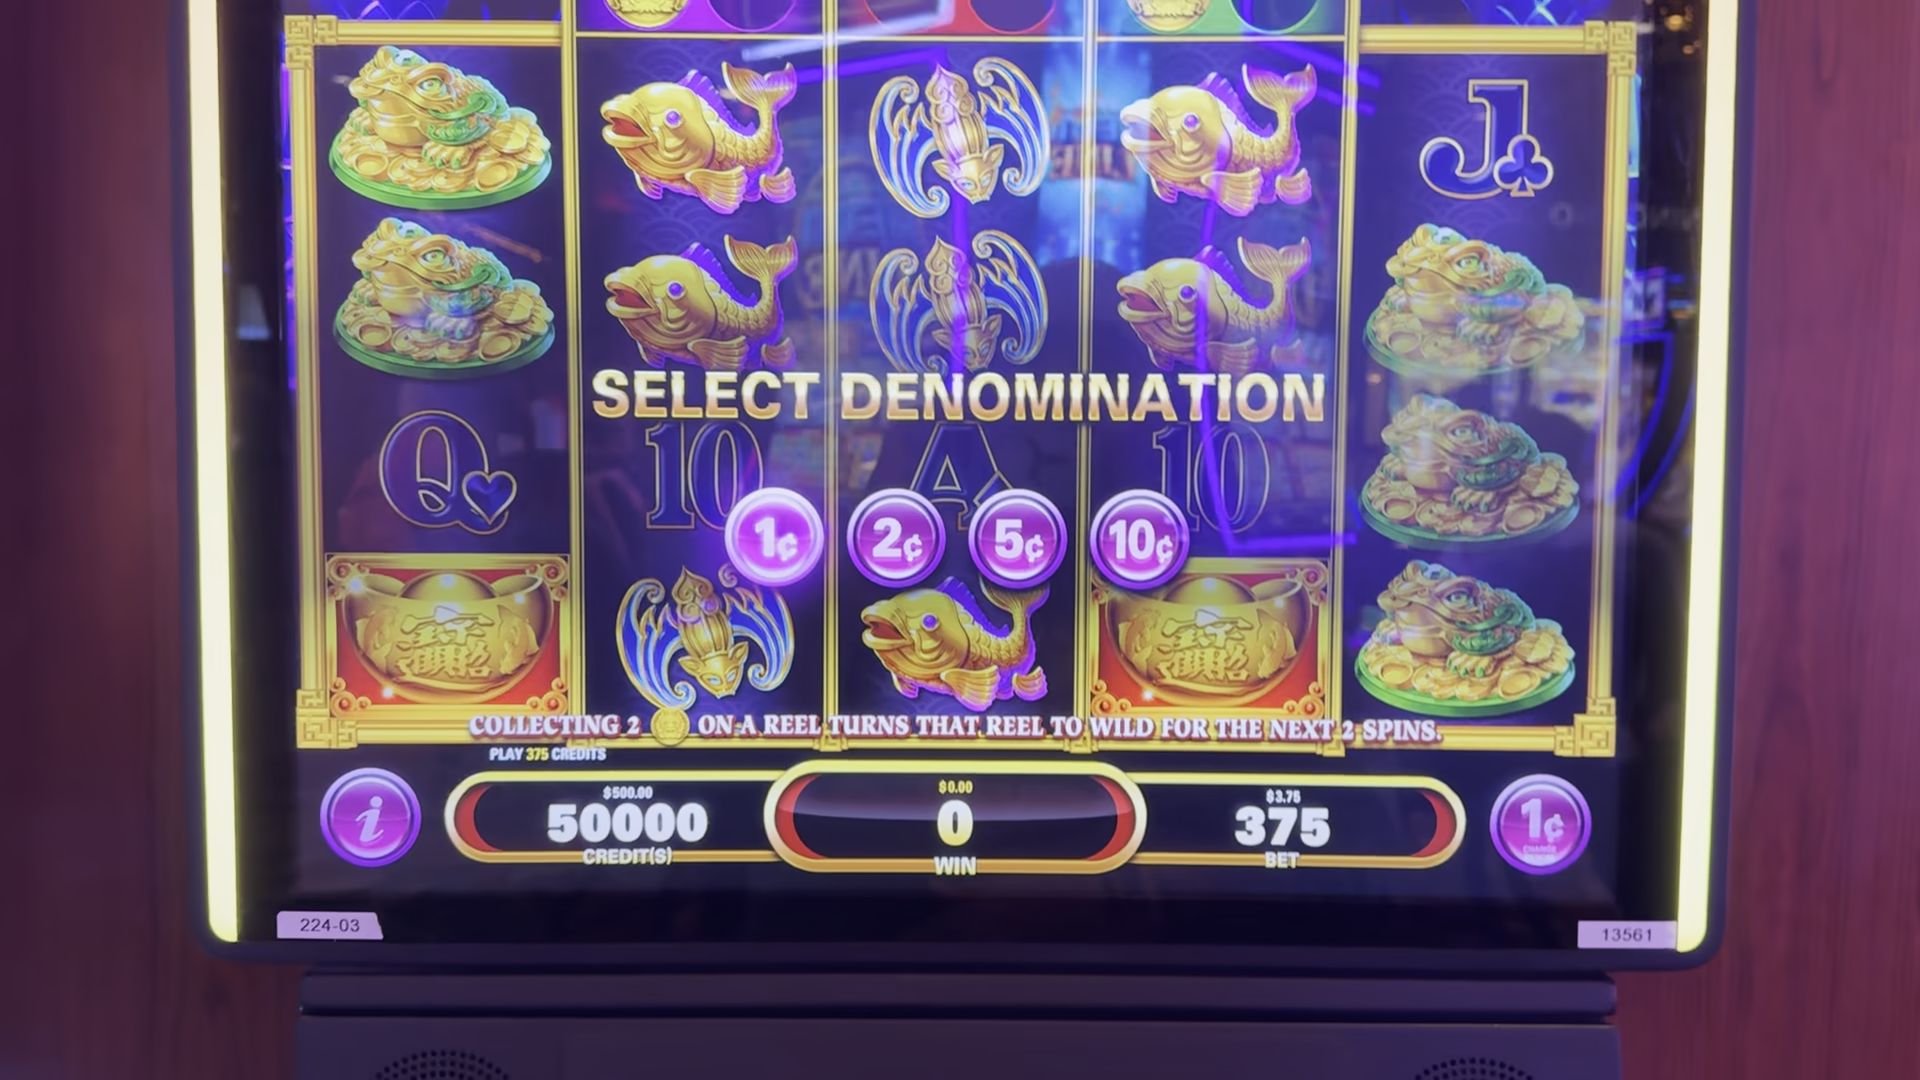 J
SELECT DENOMINATION
Q 10 A 10
1¢ 2¢ 5¢ 10¢
COLLECTING 2 ON A REEL TURNS THAT REEL TO WILD FOR THE NEXT 2 SPINS.
PLAY 375 CREDITS
i
$500.00
50000
CREDIT(S)
$0.00
0
WIN
$3.75
375
BET
1¢
CHANGE
224-03
13561